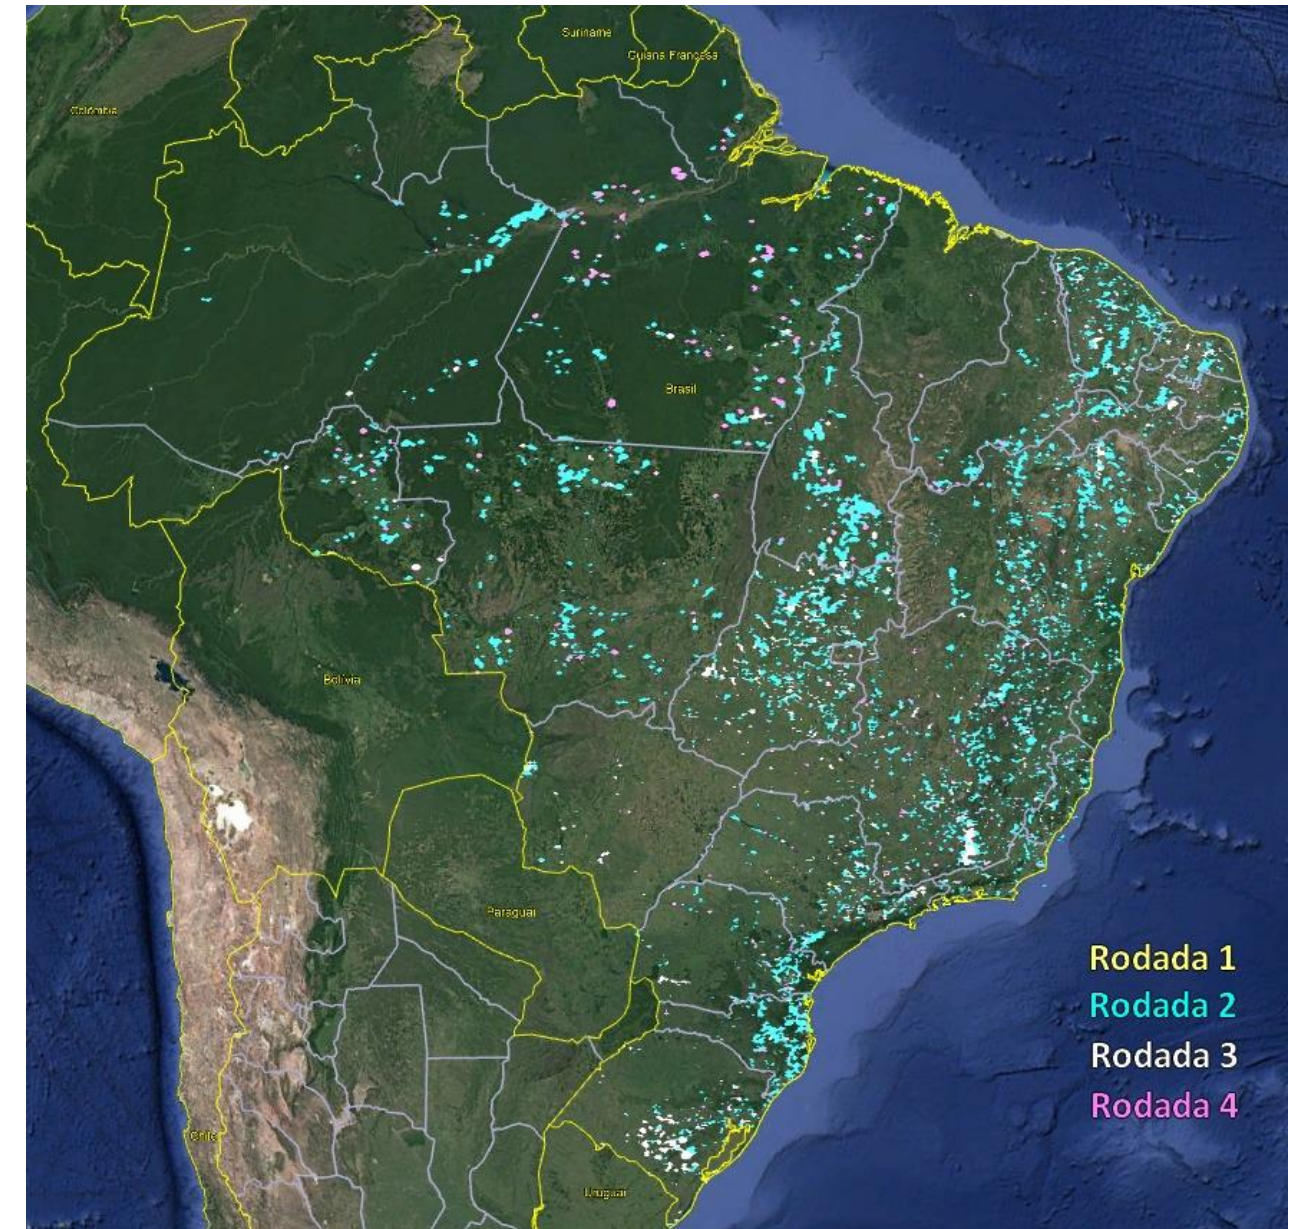 Suriname
Guiana Francesa
Colômbia
Brasil
Bolívia
Paraguai
Rodada 1
Rodada 2
Rodada 3
Rodada 4
Chile
Uruguai